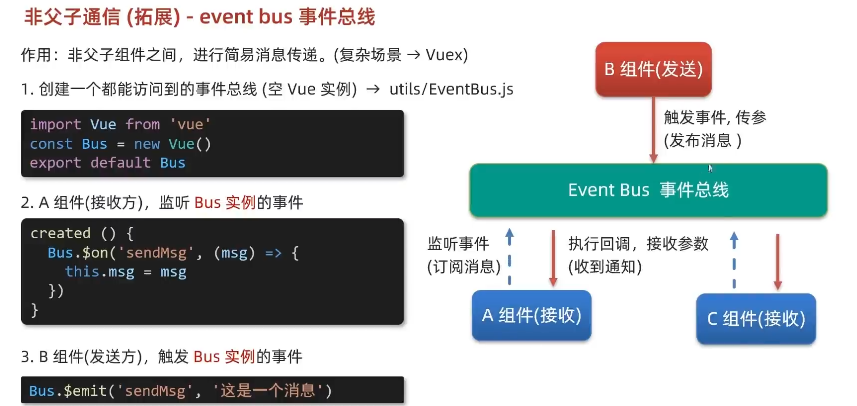 非父子通信 (拓展) - event bus 事件总线
作用：非父子组件之间，进行简易消息传递。(复杂场景 → Vuex)
1. 创建一个都能访问到的事件总线 (空 Vue 实例) → utils/EventBus.js
import Vue from 'vue'
const Bus = new Vue()
export default Bus
2. A 组件(接收方)，监听 Bus 实例的事件
created () {
  Bus.$on('sendMsg', (msg) => {
    this.msg = msg
  })
}
3. B 组件(发送方)，触发 Bus 实例的事件
Bus.$emit('sendMsg', '这是一个消息')
B 组件(发送)
触发事件, 传参
(发布消息 )
Event Bus 事件总线
监听事件
(订阅消息)
执行回调，接收参数
(收到通知)
A 组件(接收)
C 组件(接收)